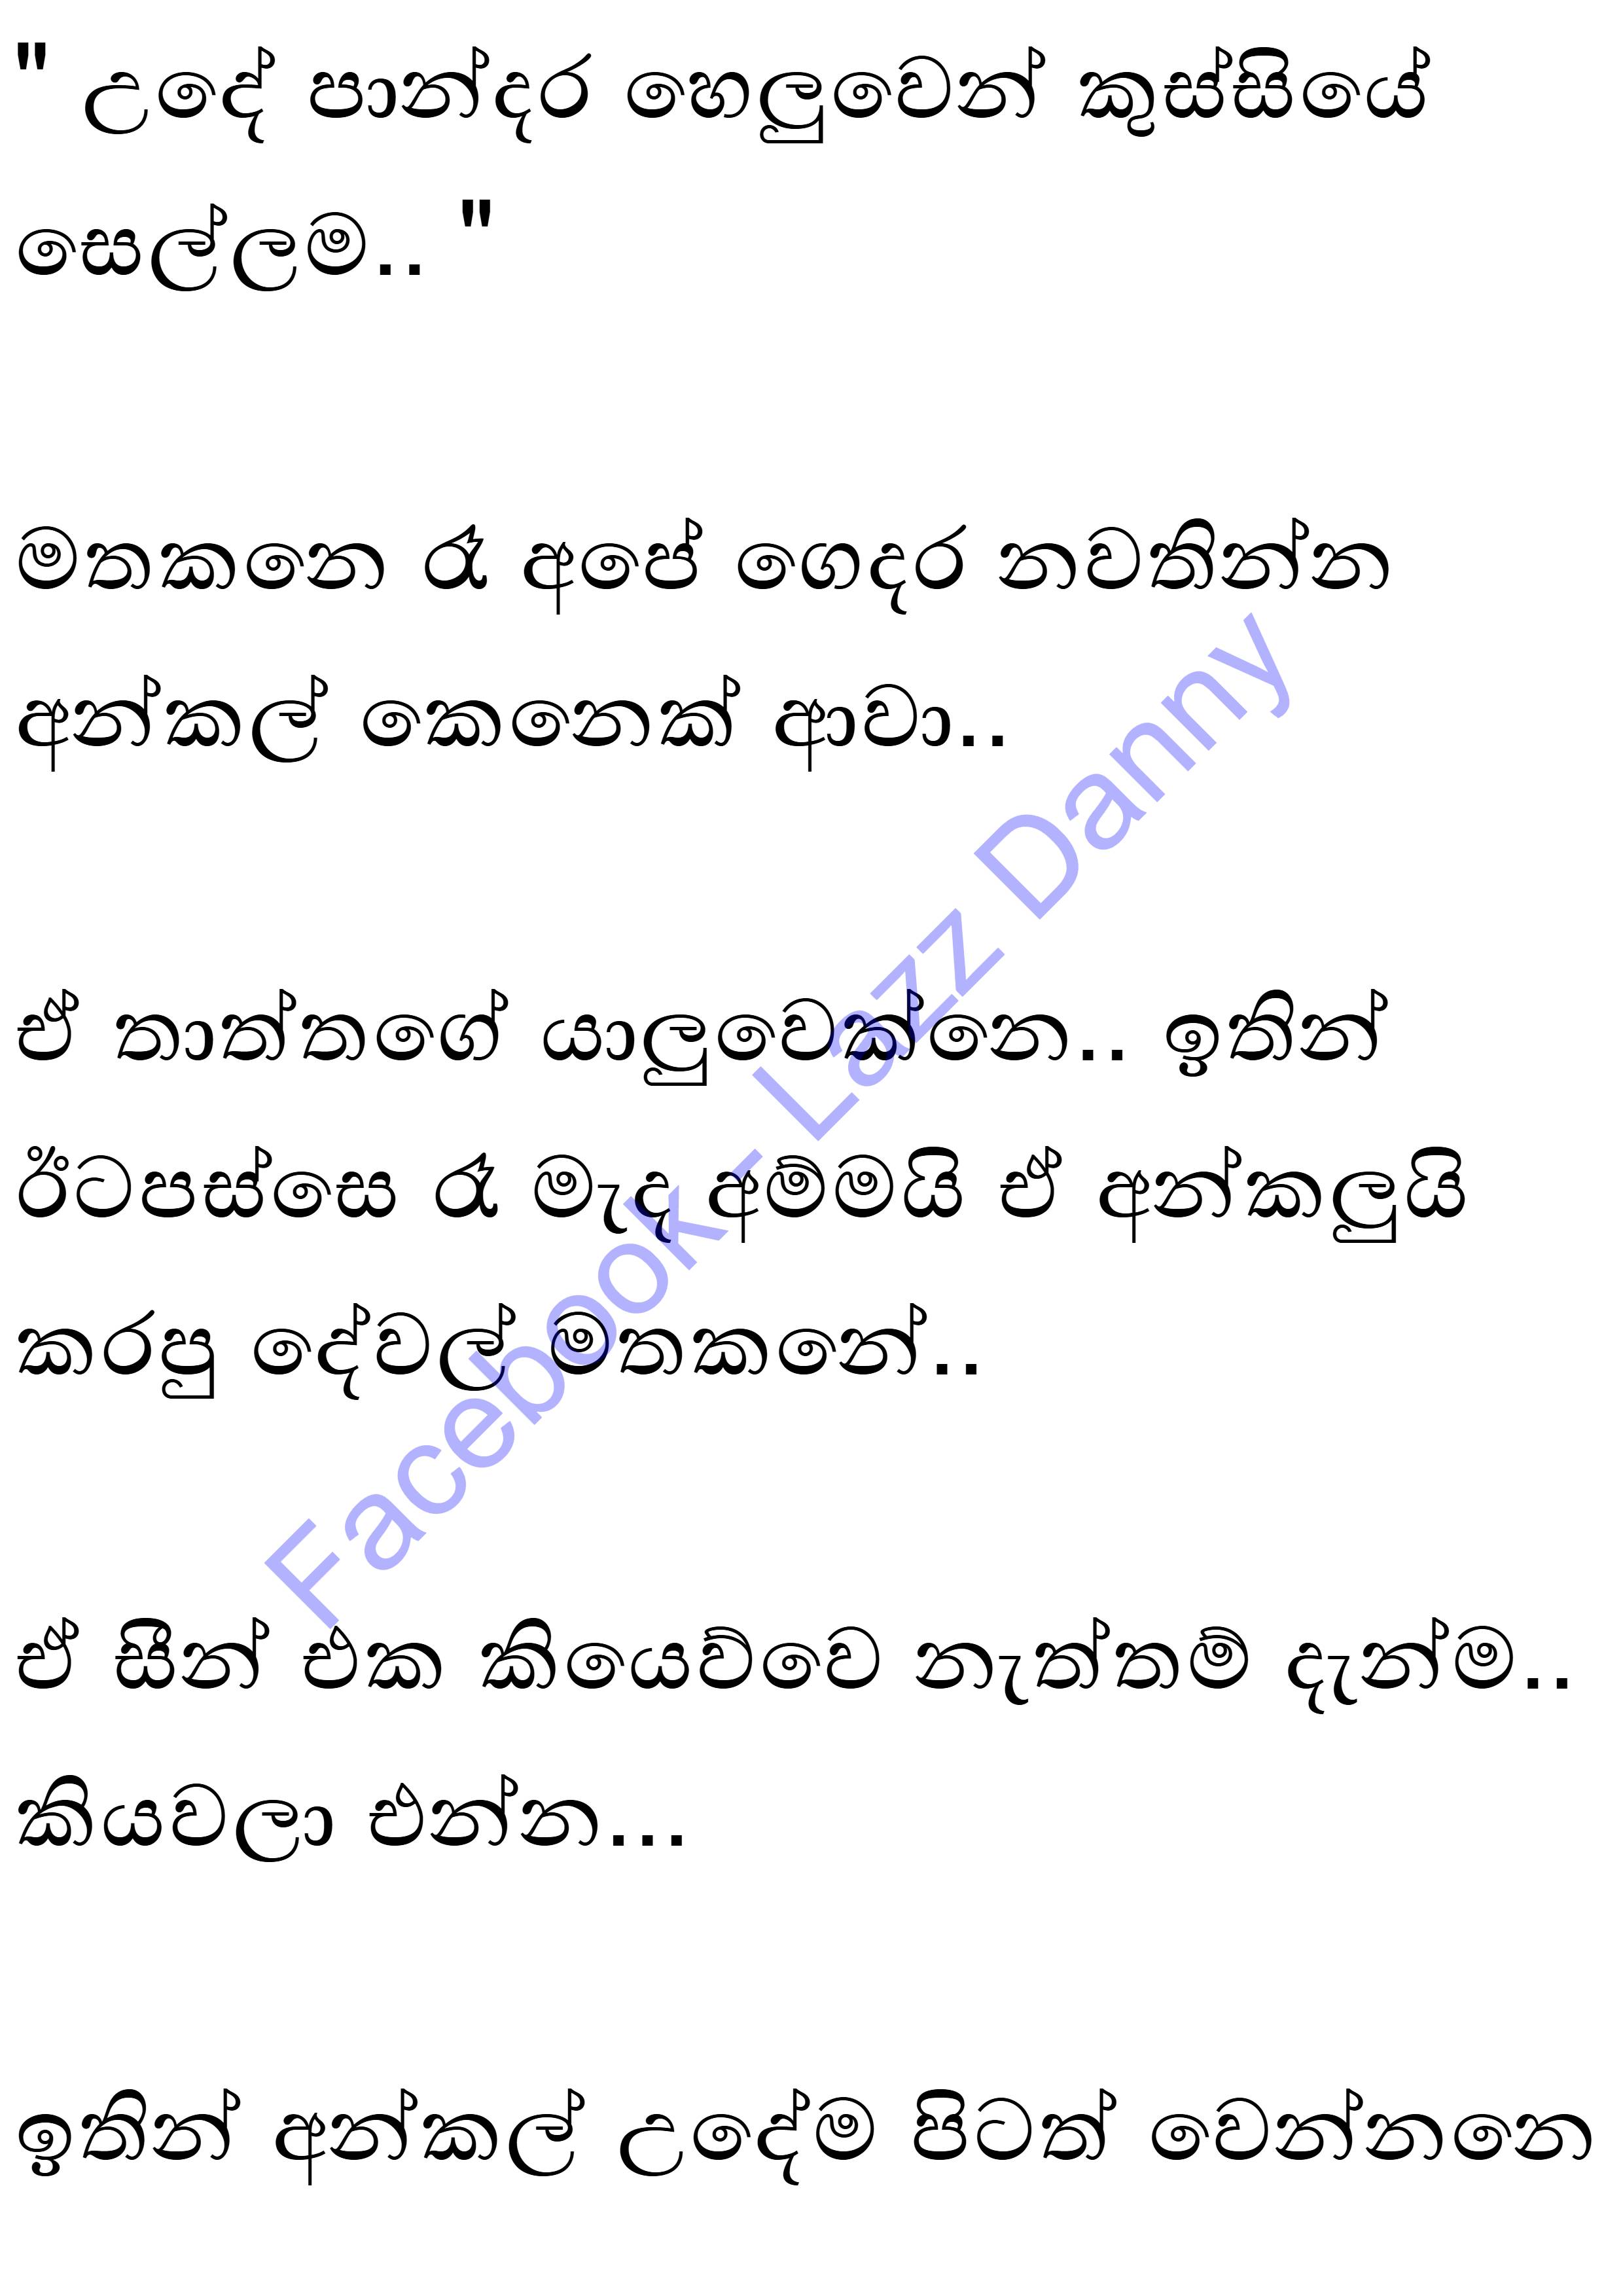 " උදේ පාන්දර හෙලුවෙන් කුස්සියේ
සෙල්ලම.. "
මතකනෙ රෑ අපේ ගෙදර නවතින්න
අන්කල් කෙනෙක් ආවා..
ඒ තාත්තගේ යාලුවෙක්නෙ.. ඉතින්
ඊටපස්සෙ රෑ මැද අම්මයි ඒ අන්කලුයි
කරපු දේවල් මතකනේ..
ඒ සීන් එක කියෙව්වෙ නැත්තම් දැන්ම..
කියවලා එන්න...
ඉතින් අන්කල් උදේම පිටත් වෙන්නනෙ
Facebook - Lazz Danny